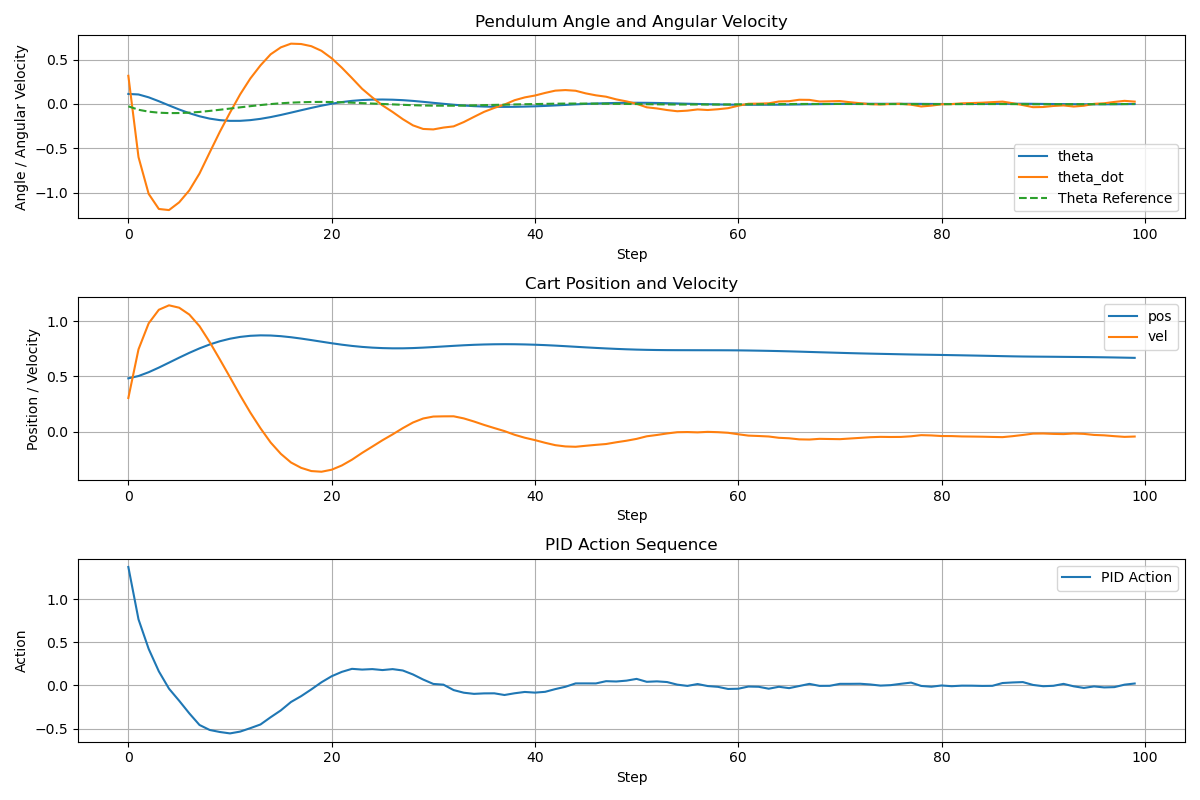 Pendulum Angle and Angular Velocity
Angle / Angular Velocity
0.5
0.0
−0.5
−1.0
theta
theta_dot
Theta Reference
0 20 40 60 80 100
Step
Cart Position and Velocity
Position / Velocity
1.0
0.5
0.0
pos
vel
0 20 40 60 80 100
Step
PID Action Sequence
Action
1.0
0.5
0.0
−0.5
PID Action
0 20 40 60 80 100
Step